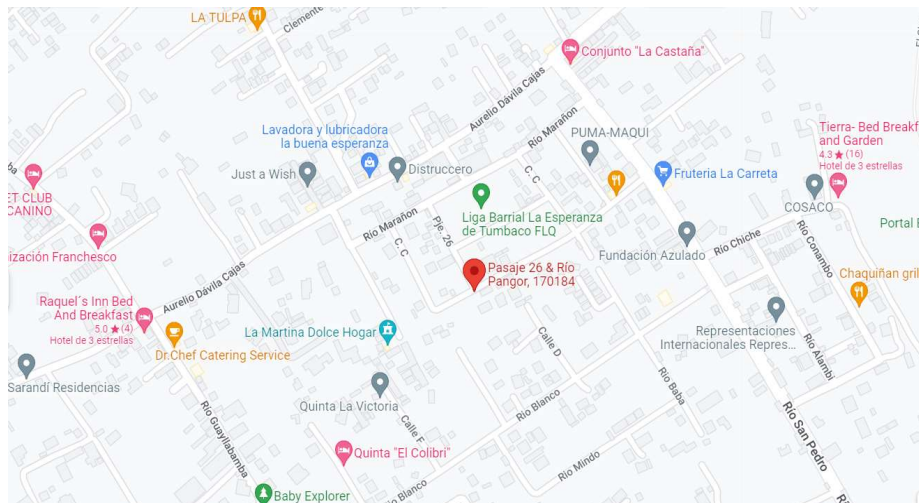 LA TULPA
Clemente
Conjunto "La Castaña"
Aurelio Dávila Cajas
Río Marañón
Lavadora y lubricadora
la buena esperanza
PUMA-MAQUI
Tierra- Bed Breakf
and Garden
4.3 ★ (16)
Hotel de 3 estrellas
Just a Wish
Distruccero
C. C
Fruteria La Carreta
ET CLUB
CANINO
COSACO
Liga Barrial La Esperanza
de Tumbaco FLQ
Río Marañón
Pje. 26
Portal
nización Franchesco
C. C
Río Chiche
Río Conambo
Fundación Azulado
Aurelio Dávila Cajas
Pasaje 26 & Río
Pangor, 170184
Chaquiñan gril
Raquel´s Inn Bed
And Breakfast
5.0 ★ (4)
Hotel de 3 estrellas
La Martina Dolce Hogar
Representaciones
Internacionales Repres...
Dr.Chef Catering Service
Calle D
Río Alambi
Sarandí Residencias
Río Baba
Quinta La Victoria
Río Blanco
Río Guayllabamba
Calle F
Río San Pedro
Quinta "El Colibri"
Río Mindo
Río Blanco
Baby Explorer